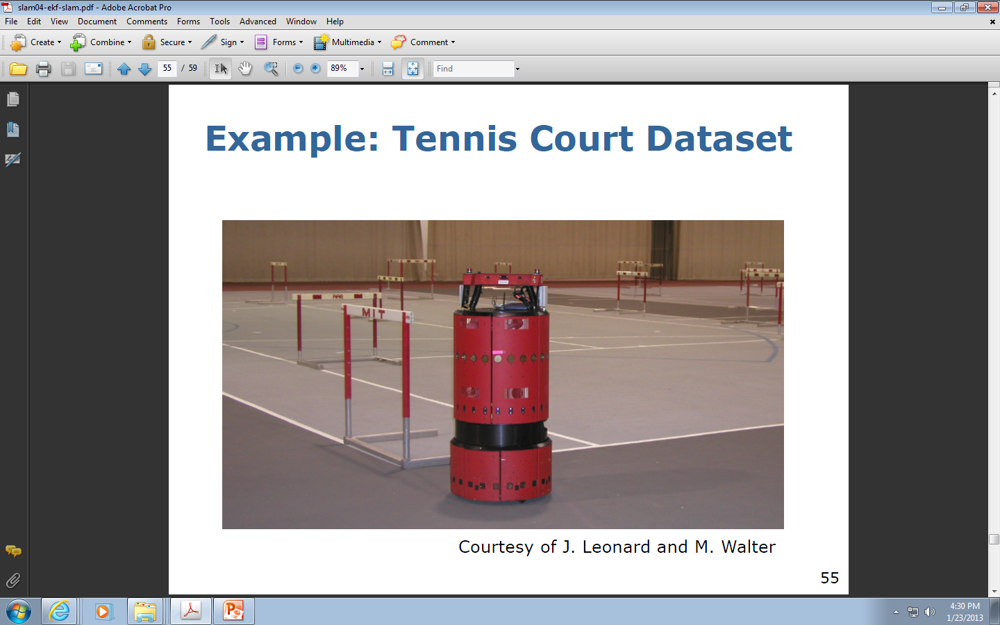 slam04-ekf-slam.pdf - Adobe Acrobat Pro
File Edit View Document Comments Forms Tools Advanced Window Help
Create Combine Secure Sign Forms Multimedia Comment
55 / 59 89% Find
Example: Tennis Court Dataset
MIT
Courtesy of J. Leonard and M. Walter
55
4:30 PM
1/23/2013